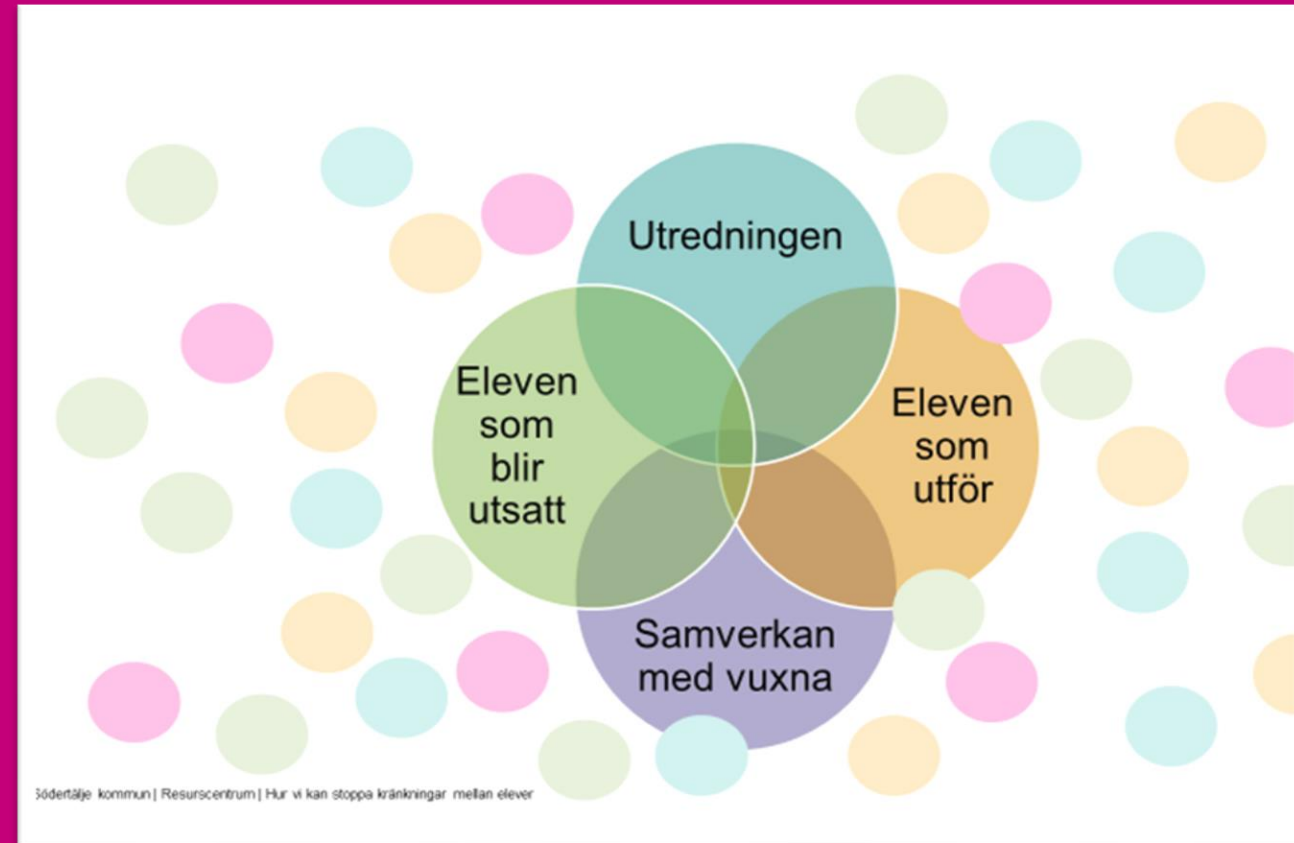 Utredningen
Eleven
som
blir
utsatt
Eleven
som
utför
Samverkan
med vuxna
Södertälje kommun | Resurscentrum | Hur vi kan stoppa kränkningar mellan elever